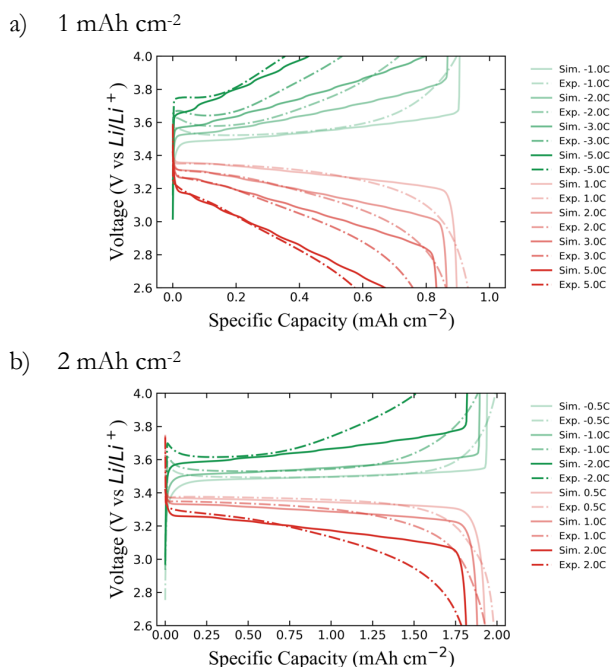 a) 1 mAh cm-2
4.0
3.8
3.6
3.4
3.2
3.0
2.8
2.6
Voltage (V vs Li/Li+)
0.0 0.2 0.4 0.6 0.8 1.0
Specific Capacity (mAh cm−2)
Sim. -1.0C
Exp. -1.0C
Sim. -2.0C
Exp. -2.0C
Sim. -3.0C
Exp. -3.0C
Sim. -5.0C
Exp. -5.0C
Sim. 1.0C
Exp. 1.0C
Sim. 2.0C
Exp. 2.0C
Sim. 3.0C
Exp. 3.0C
Sim. 5.0C
Exp. 5.0C
b) 2 mAh cm-2
4.0
3.8
3.6
3.4
3.2
3.0
2.8
2.6
Voltage (V vs Li/Li+)
0.00 0.25 0.50 0.75 1.00 1.25 1.50 1.75 2.00
Specific Capacity (mAh cm−2)
Sim. -0.5C
Exp. -0.5C
Sim. -1.0C
Exp. -1.0C
Sim. -2.0C
Exp. -2.0C
Sim. 0.5C
Exp. 0.5C
Sim. 1.0C
Exp. 1.0C
Sim. 2.0C
Exp. 2.0C